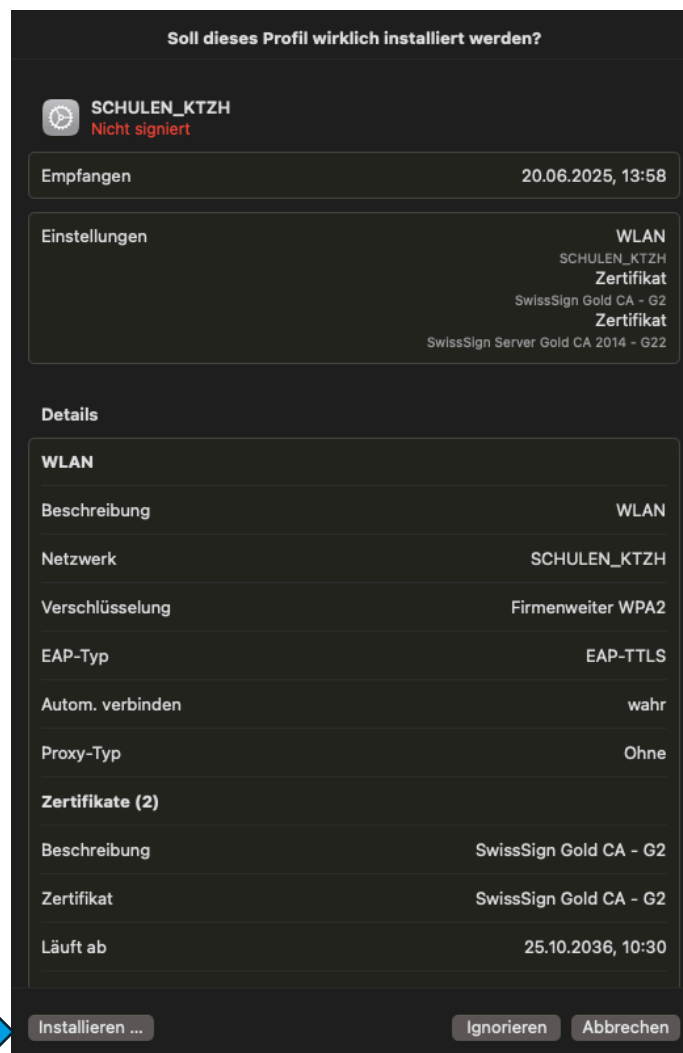 Soll dieses Profil wirklich installiert werden?
SCHULEN_KTZH
Nicht signiert
Empfangen 20.06.2025, 13:58
Einstellungen WLAN
SCHULEN_KTZH
Zertifikat
SwissSign Gold CA - G2
Zertifikat
SwissSign Server Gold CA 2014 - G22
Details
WLAN
Beschreibung WLAN
Netzwerk SCHULEN_KTZH
Verschlüsselung Firmenweiter WPA2
EAP-Typ EAP-TTLS
Autom. verbinden wahr
Proxy-Typ Ohne
Zertifikate (2)
Beschreibung SwissSign Gold CA - G2
Zertifikat SwissSign Gold CA - G2
Läuft ab 25.10.2036, 10:30
Installieren ... Ignorieren Abbrechen